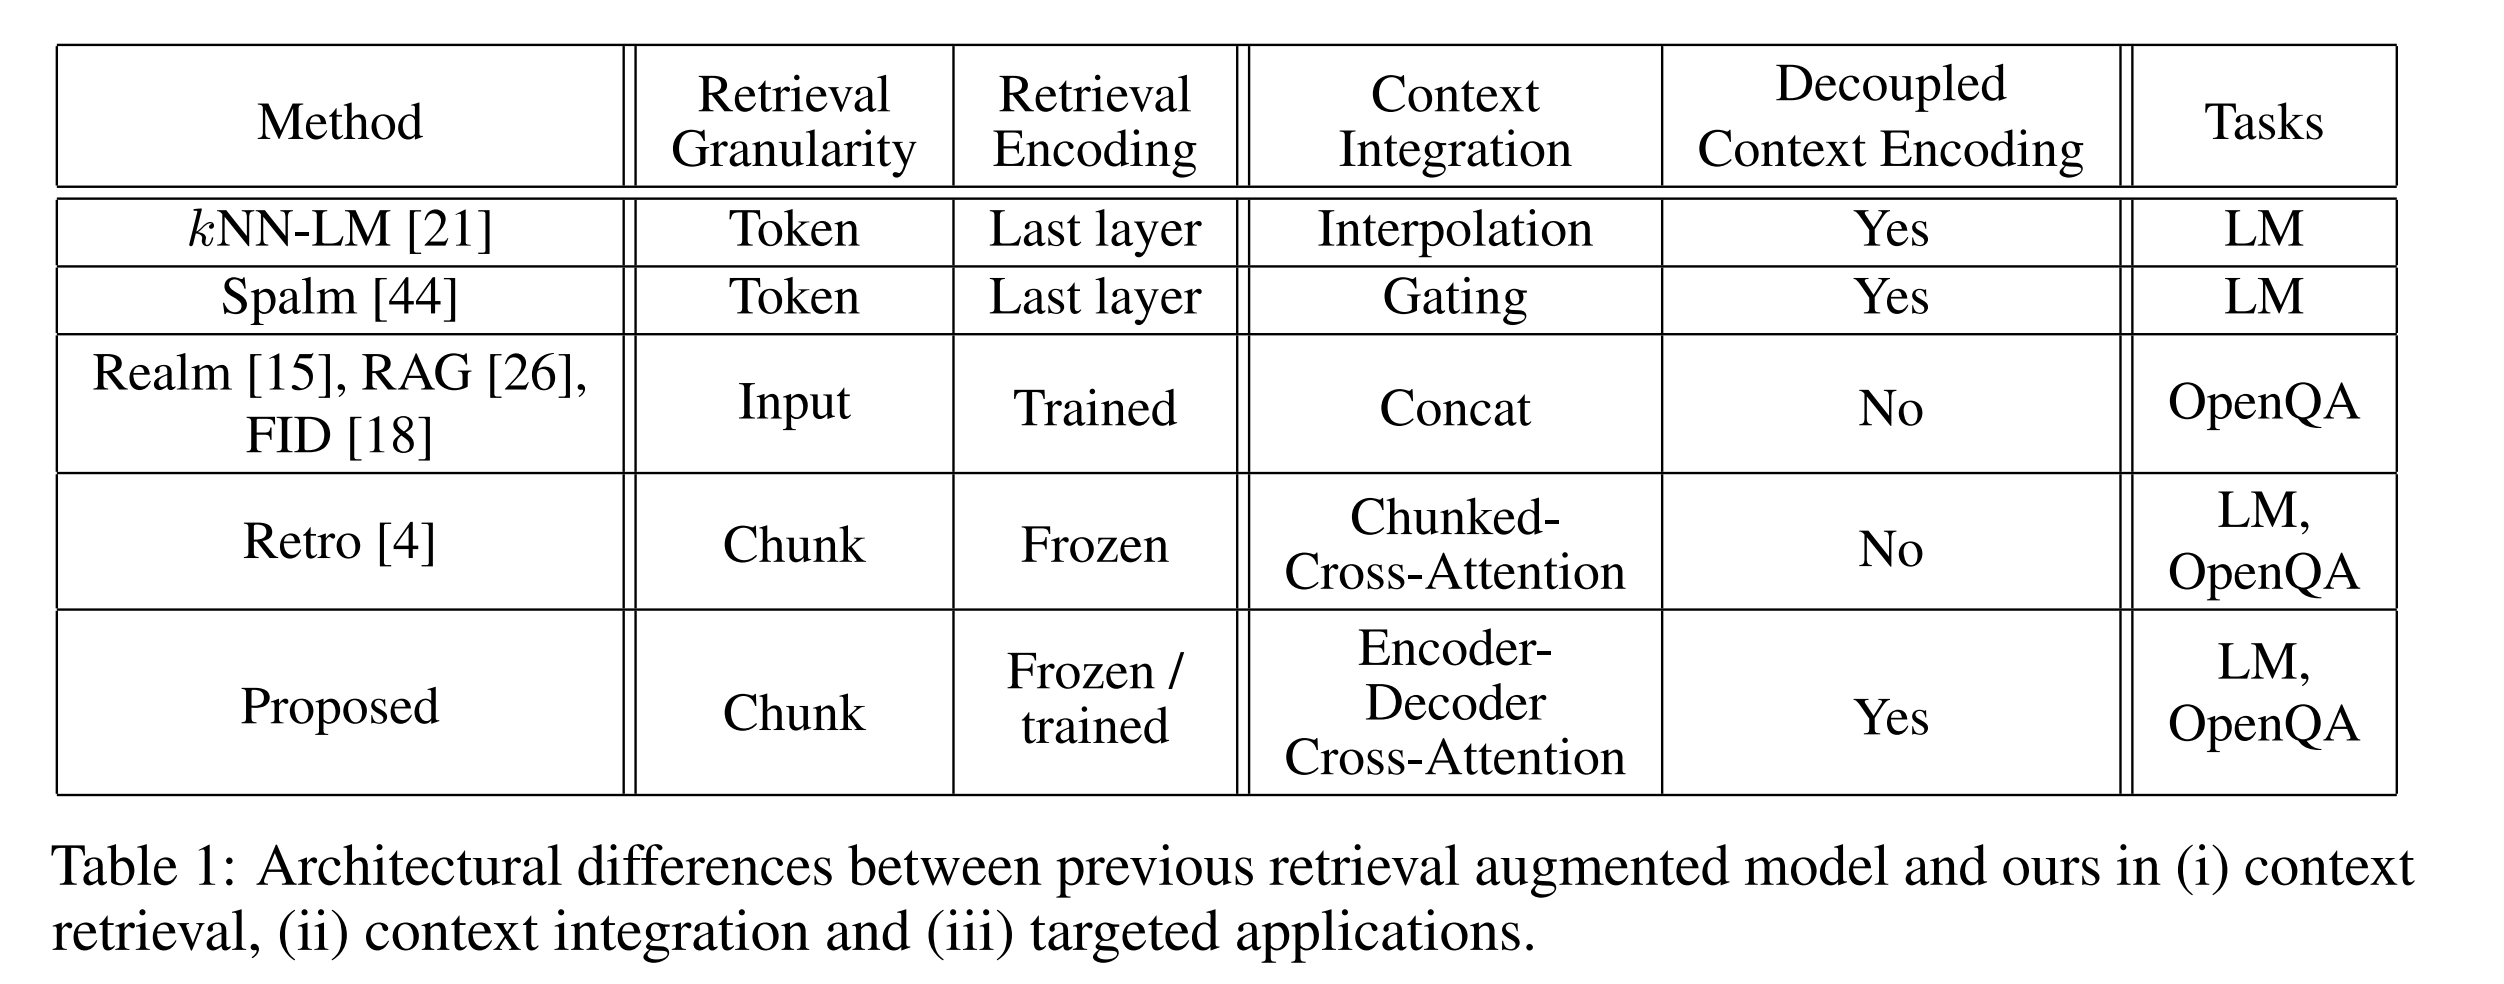 Method Retrieval Granularity Retrieval Encoding Context Integration Decoupled Context Encoding Tasks
kNN-LM [21] Token Last layer Interpolation Yes LM
Spalm [44] Token Last layer Gating Yes LM
Realm [15], RAG [26], FID [18] Input Trained Concat No OpenQA
Retro [4] Chunk Frozen Chunked-Cross-Attention No LM, OpenQA
Proposed Chunk Frozen / trained Encoder-Decoder Cross-Attention Yes LM, OpenQA
Table 1: Architectural differences between previous retrieval augmented model and ours in (i) context
retrieval, (ii) context integration and (iii) targeted applications.